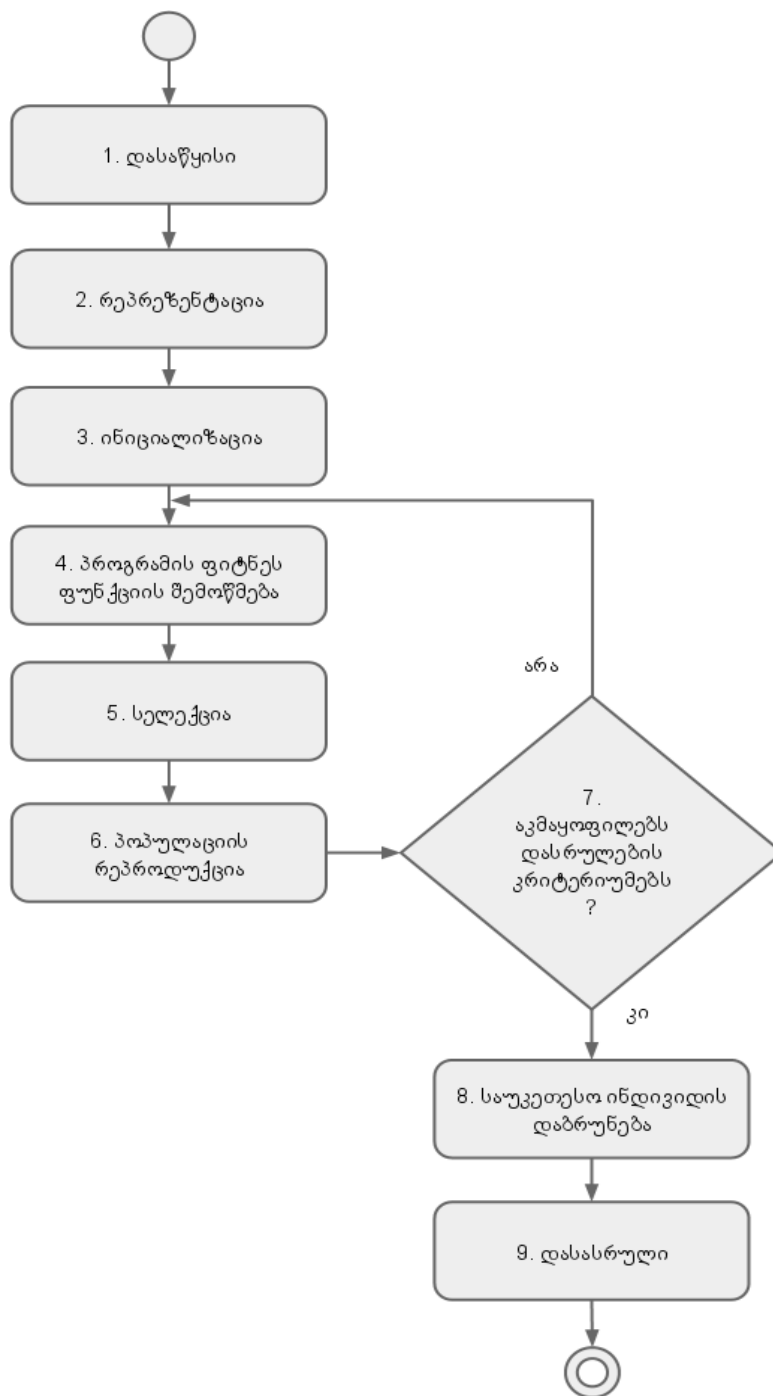 1. დასაწყისი
2. რეპრეზენტაცია
3. ინიციალიზაცია
4. პროგრამის ფიტნეს
ფუნქციის შემოწმება
5. სელექცია
6. პოპულაციის
რეპროდუქცია
არა
7.
აკმაყოფილებს
დასრულების
კრიტერიუმებს
?
კი
8. საუკეთესო ინდივიდის
დაბრუნება
9. დასასრული